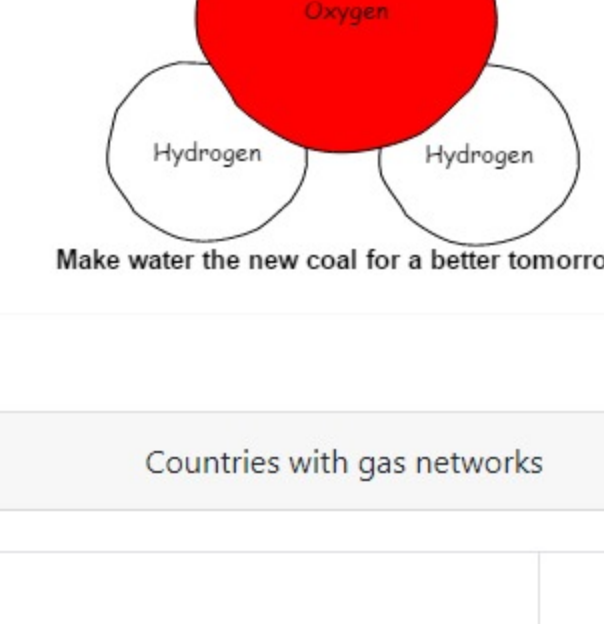 Oxygen
Hydrogen Hydrogen
Make water the new coal for a better tomorro
Countries with gas networks